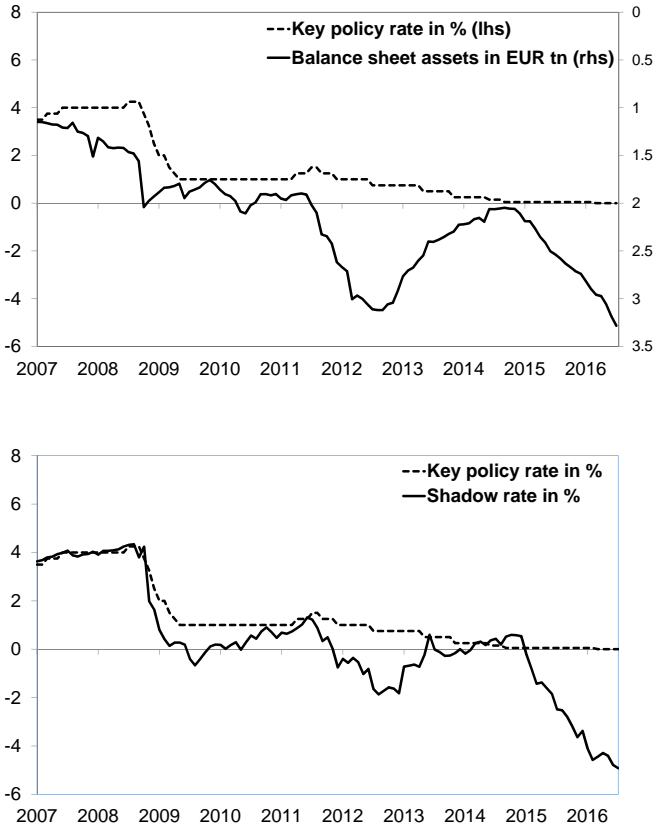 8 0
Key policy rate in % (lhs)
6 0.5
Balance sheet assets in EUR tn (rhs)
4 1
2 1.5
0 2
-2 2.5
-4 3
-6 3.5
2007 2008 2009 2010 2011 2012 2013 2014 2015 2016
8
Key policy rate in %
6
Shadow rate in %
4
2
0
-2
-4
-6
2007 2008 2009 2010 2011 2012 2013 2014 2015 2016